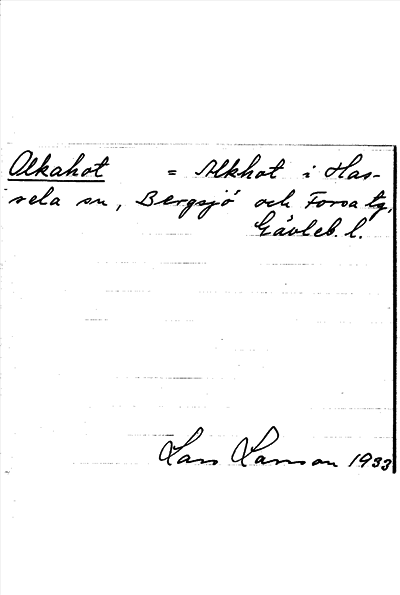 Alkahot = Alkhot i Has-
sela sn, Bergsjö och Forsa tg,
Gävleb. l.
Lars Larsson 1933